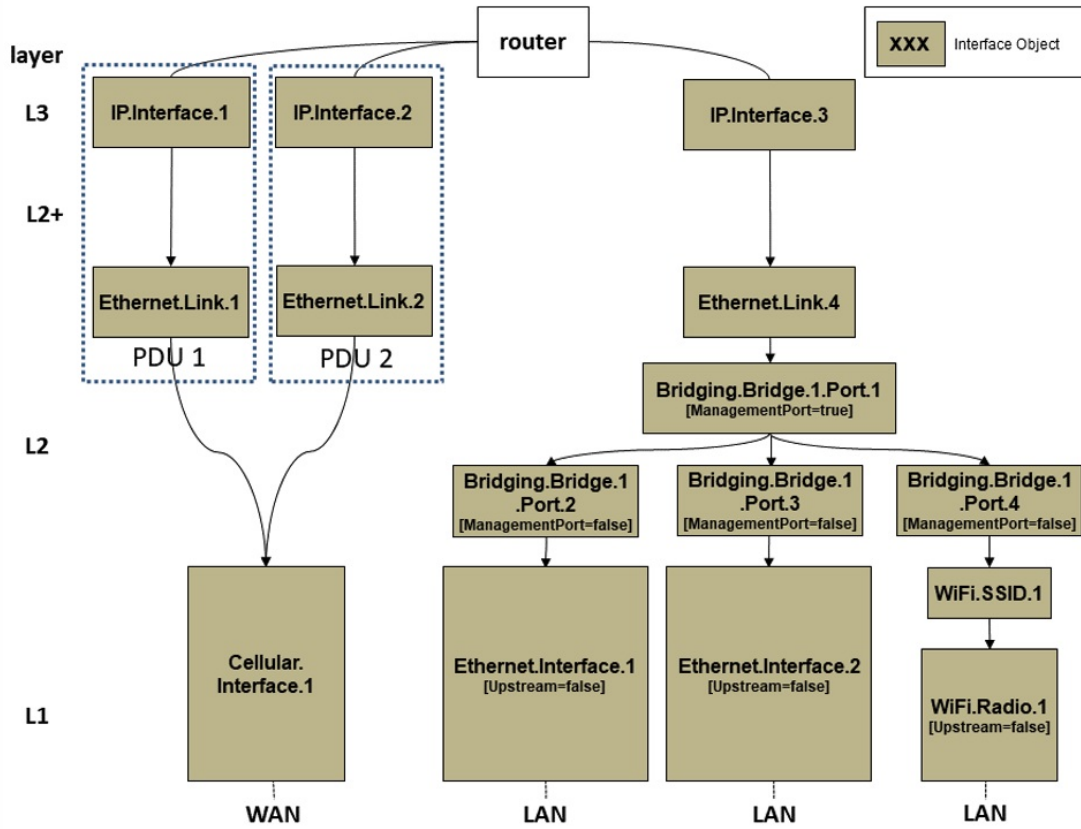 router
XXX
Interface Object
layer
L3
IP.Interface.1
IP.Interface.2
IP.Interface.3
L2+
Ethernet.Link.1
Ethernet.Link.2
Ethernet.Link.4
PDU 1
PDU 2
Bridging.Bridge.1.Port.1
[ManagementPort=true]
L2
Bridging.Bridge.1
.Port.2
[ManagementPort=false]
Bridging.Bridge.1
.Port.3
[ManagementPort=false]
Bridging.Bridge.1
.Port.4
[ManagementPort=false]
WiFi.SSID.1
Cellular.
Interface.1
Ethernet.Interface.1
[Upstream=false]
Ethernet.Interface.2
[Upstream=false]
WiFi.Radio.1
[Upstream=false]
L1
WAN
LAN
LAN
LAN